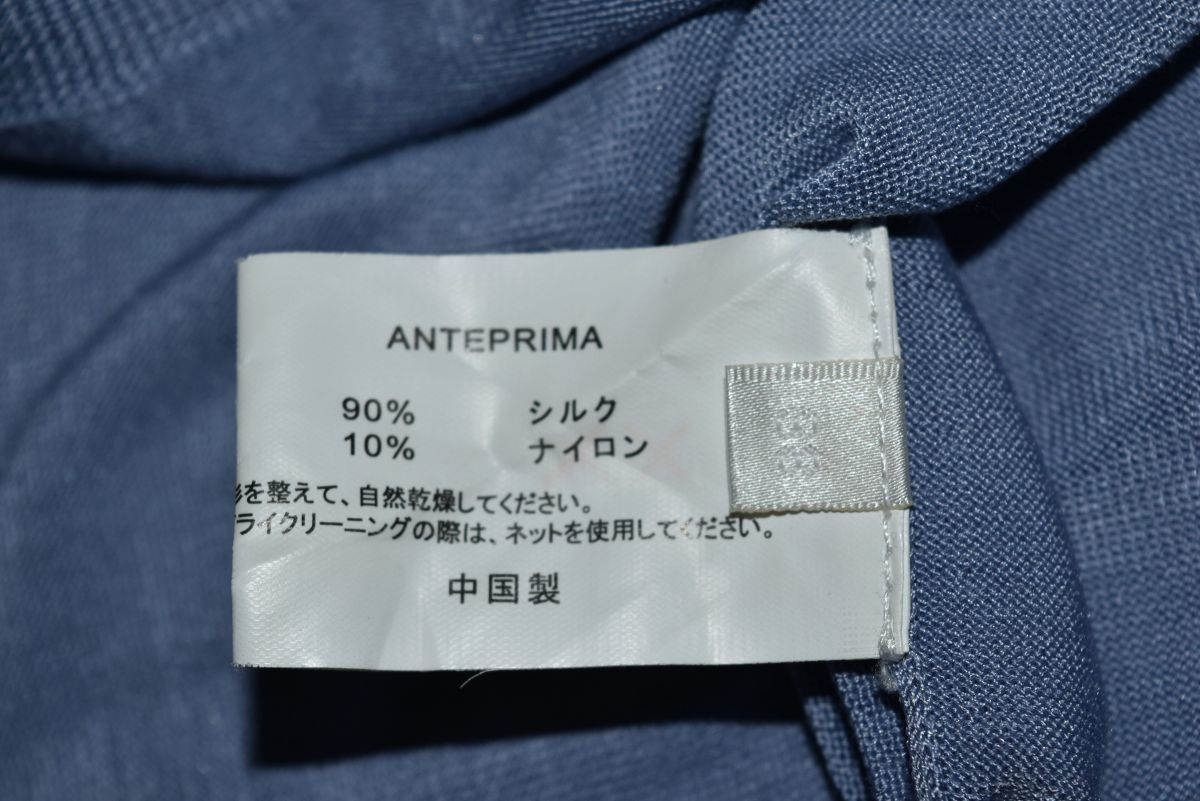 ANTEPRIMA
90% シルク
10% ナイロン
を整えて、自然乾燥してください。
ライクリーニングの際は、ネットを使用してください。
中国製
38